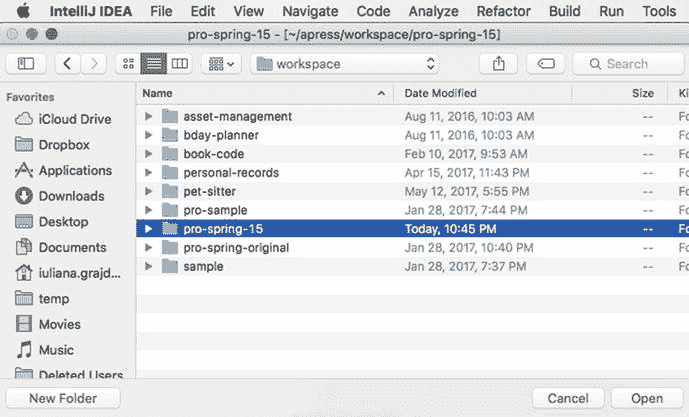 IntelliJ IDEA File Edit View Navigate Code Analyze Refactor Build Run Tools
pro-spring-15 - [~/apress/workspace/pro-spring-15]
workspace Search
Favorites
iCloud Drive
Dropbox
Applications
Downloads
Desktop
Documents
iuliana.grajd...
temp
Movies
Music
Deleted Users
Name Date Modified Size Ki
asset-management Aug 11, 2016, 10:03 AM -- Fo
bday-planner Aug 11, 2016, 10:03 AM -- Fo
book-code Feb 10, 2017, 9:53 AM -- Fo
personal-records Apr 15, 2017, 11:43 PM -- Fo
pet-sitter May 12, 2017, 5:55 PM -- Fo
pro-sample Jan 28, 2017, 7:44 PM -- Fo
pro-spring-15 Today, 10:45 PM -- Fo
pro-spring-original Jan 28, 2017, 10:40 PM -- Fo
sample Jan 28, 2017, 7:37 PM -- Fo
New Folder Cancel Open